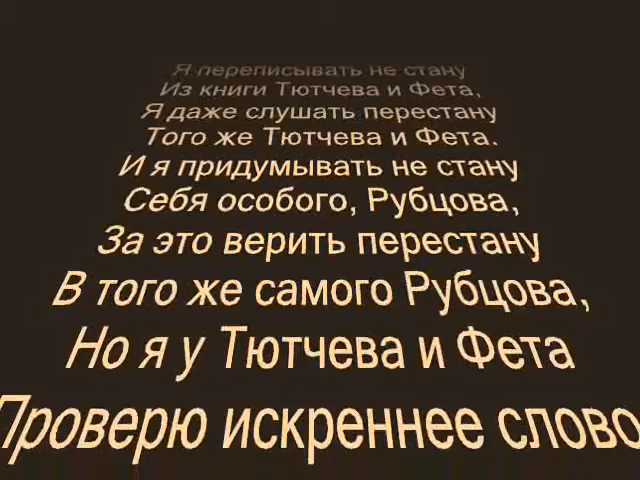 Я переписывать не стану
Из книги Тютчева и Фета,
Я даже слушать перестану
Того же Тютчева и Фета.
И я придумывать не стану
Себя особого, Рубцова,
За это верить перестану
В того же самого Рубцова,
Но я у Тютчева и Фета
Проверю искреннее слово